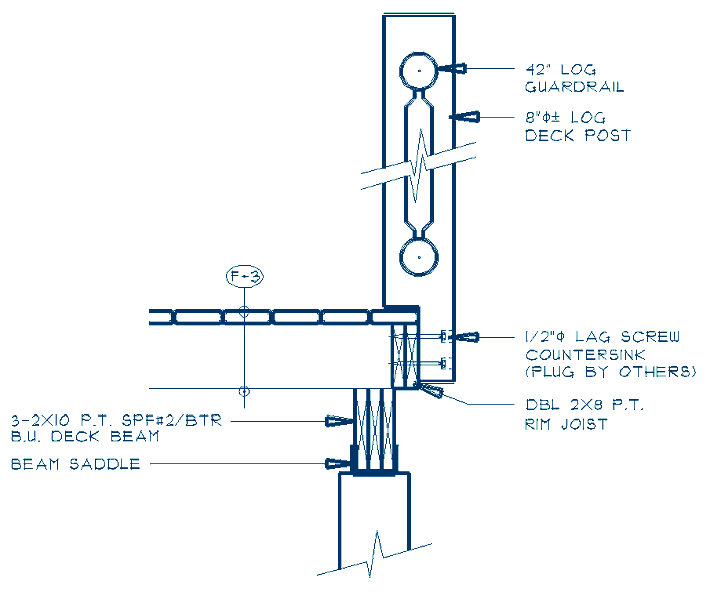 42" LOG
GUARDRAIL
8"ϕ± LOG
DECK POST
F-3
1/2"ϕ LAG SCREW
COUNTERSINK
(PLUG BY OTHERS)
3-2X10 P.T. SPF#2/BTR
B.U. DECK BEAM
DBL 2X8 P.T.
RIM JOIST
BEAM SADDLE